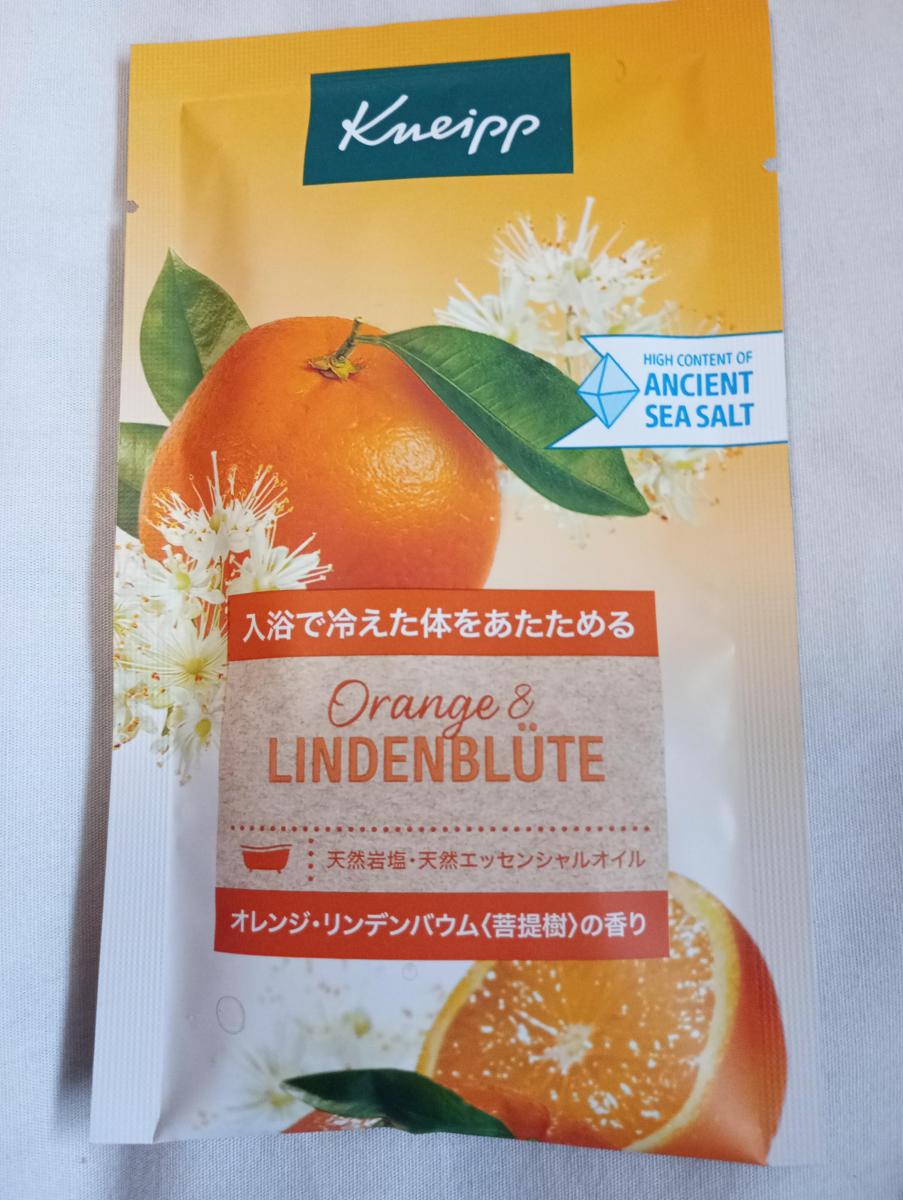 Kneipp
HIGH CONTENT OF
ANCIENT
SEA SALT
入浴で冷えた体をあたためる
Orange &
LINDENBLÜTE
天然岩塩・天然エッセンシャルオイル
オレンジ・リンデンバウム〈菩提樹〉の香り